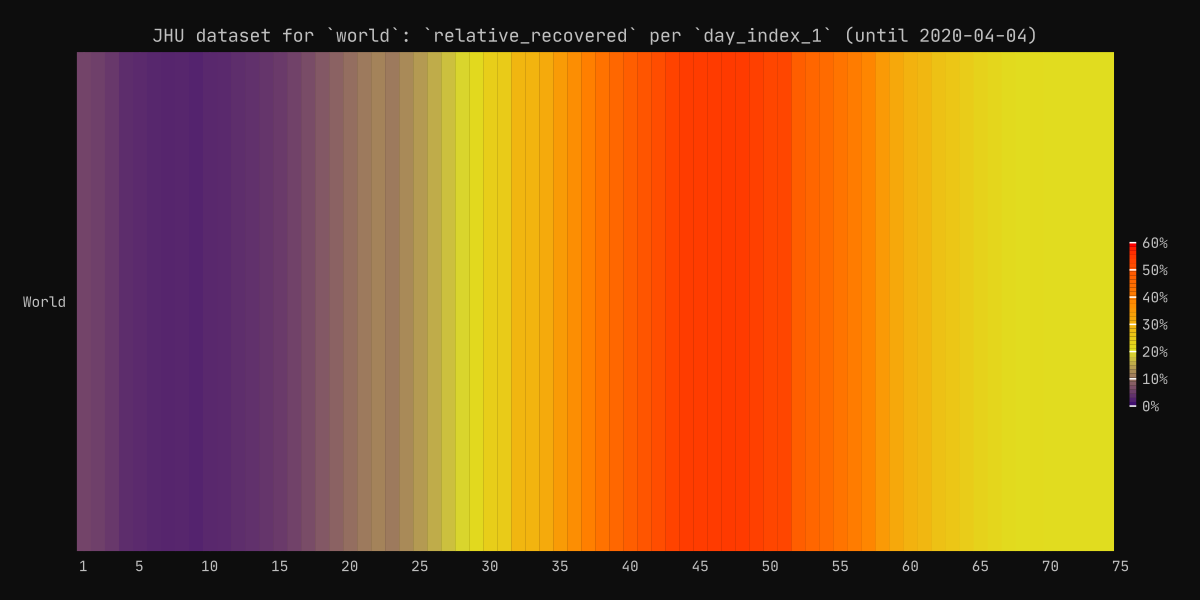 JHU dataset for `world`: `relative_recovered` per `day_index_1` (until 2020-04-04)
60%
50%
40%
30%
20%
10%
0%
World
1 5 10 15 20 25 30 35 40 45 50 55 60 65 70 75